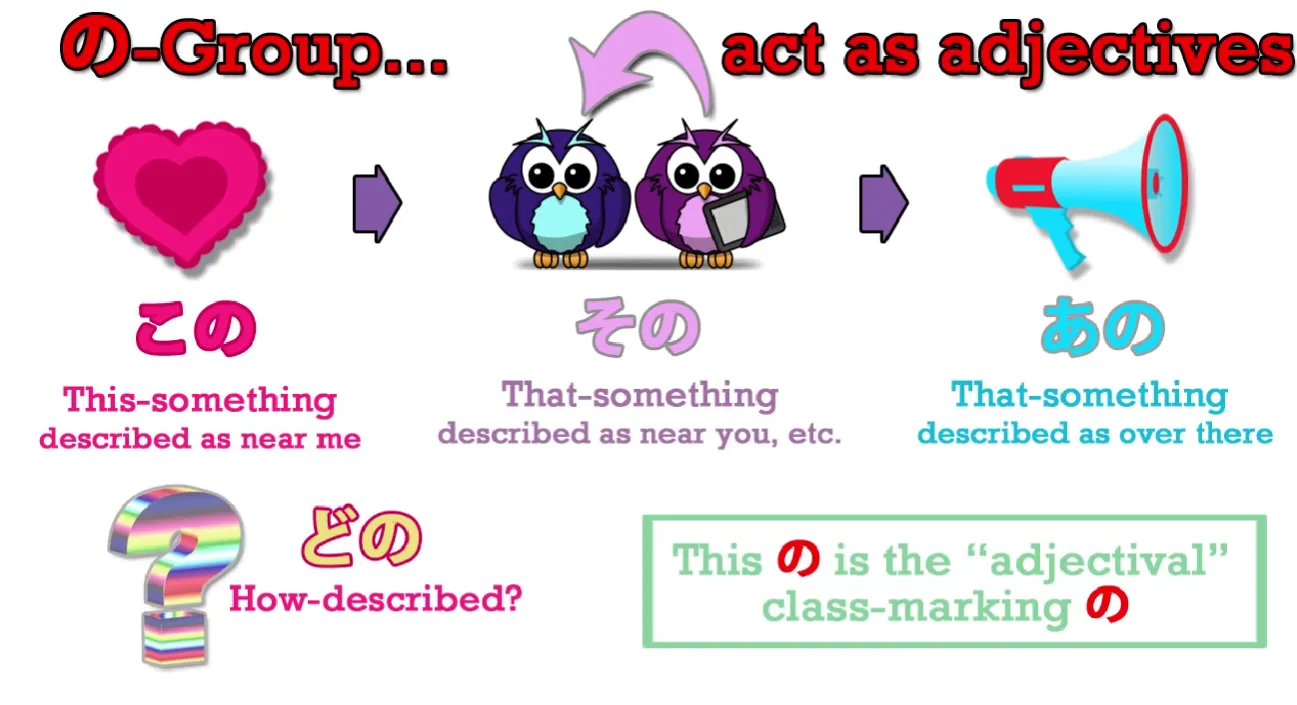 の-Group...
act as adjectives
この
This-something
described as near me
その
That-something
described as near you, etc.
あの
That-something
described as over there
?
どの
How-described?
This の is the “adjectival”
class-marking の